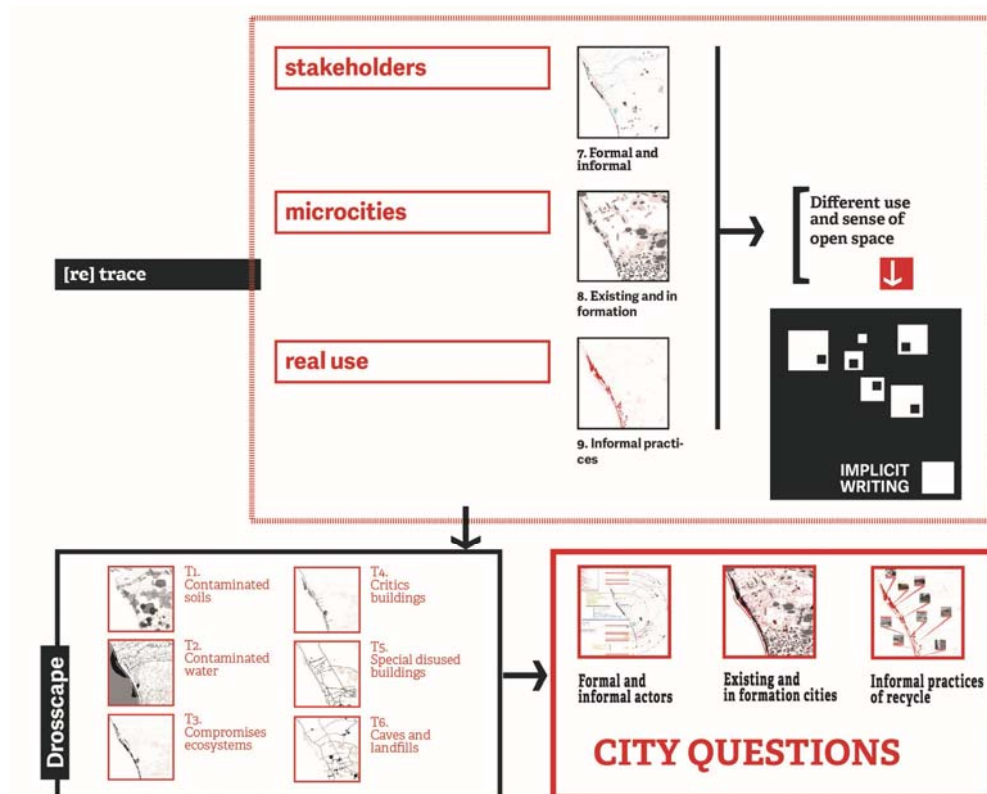 stakeholders
7. Formal and
informal
microcities
8. Existing and in
formation
real use
9. Informal practi-
ces
[re] trace
Different use
and sense of
open space
IMPLICIT
WRITING
Drosscape
T1.
Contaminated
soils
T2.
Contaminated
water
T3.
Compromises
ecosystems
T4.
Critics
buildings
T5.
Special disused
buildings
T6.
Caves and
landfills
Formal and
informal actors
Existing and
in formation cities
Informal practices
of recycle
CITY QUESTIONS